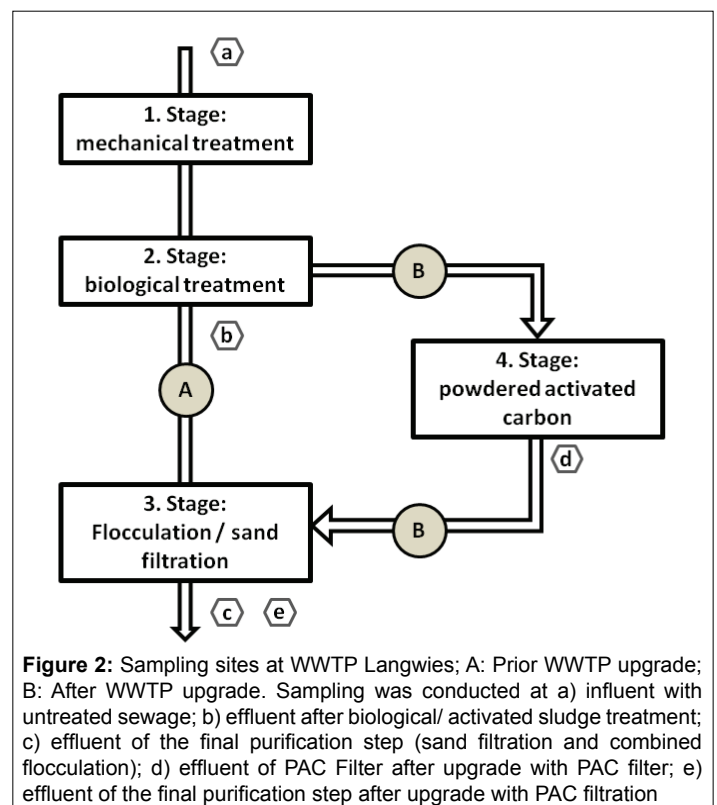 a
1. Stage:
mechanical treatment
2. Stage:
biological treatment
B
b
A
4. Stage:
powdered activated
carbon
d
3. Stage:
Flocculation / sand
filtration
B
c e
Figure 2: Sampling sites at WWTP Langwies; A: Prior WWTP upgrade;
B: After WWTP upgrade. Sampling was conducted at a) influent with
untreated sewage; b) effluent after biological/ activated sludge treatment;
c) effluent of the final purification step (sand filtration and combined
flocculation); d) effluent of PAC Filter after upgrade with PAC filter; e)
effluent of the final purification step after upgrade with PAC filtration